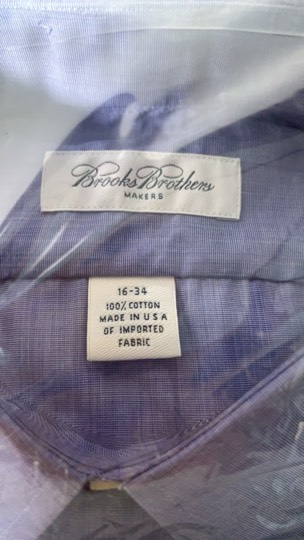 Brooks Brothers
MAKERS
16-34
100% COTTON
MADE IN U S A
OF IMPORTED
FABRIC